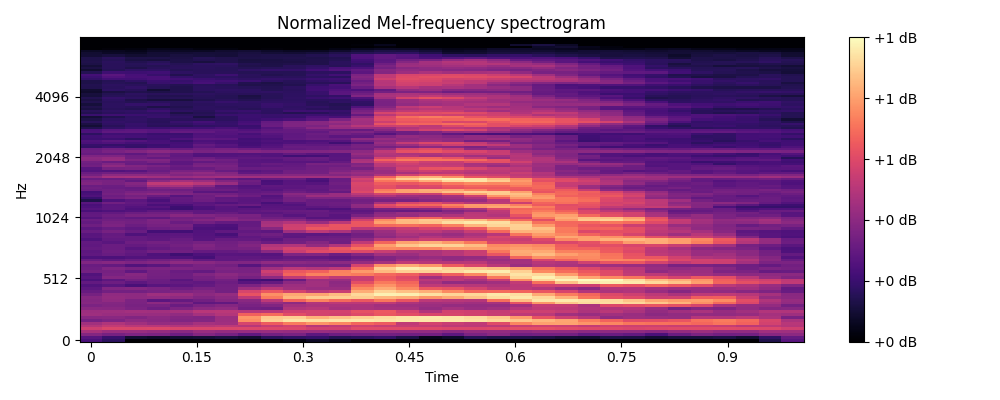 Normalized Mel-frequency spectrogram
Hz
4096
2048
1024
512
0
0 0.15 0.3 0.45 0.6 0.75 0.9
Time
+1 dB
+1 dB
+1 dB
+0 dB
+0 dB
+0 dB